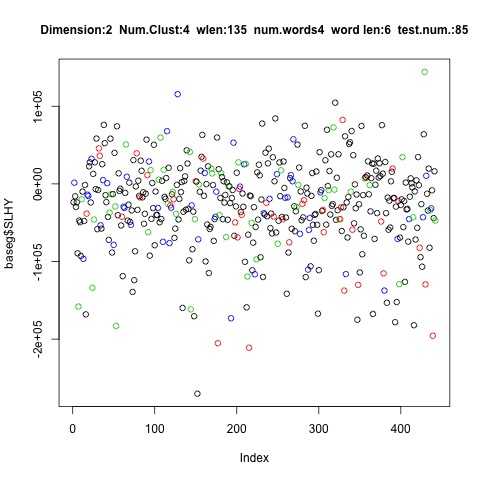 Dimension:2 Num.Clust:4 wlen:135 num.words4 word len:6 test.num.:85
1e+05
0e+00
-1e+05
-2e+05
baseg$SLHY
0 100 200 300 400
Index